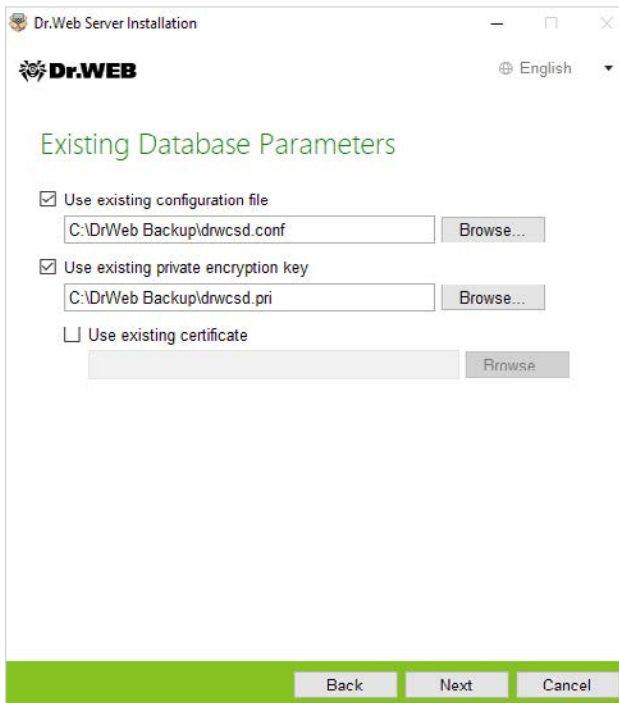 Dr.Web Server Installation
Dr.WEB
English
Existing Database Parameters
Use existing configuration file
C:\DrWeb Backup\drwcsd.conf
Browse...
Use existing private encryption key
C:\DrWeb Backup\drwcsd.pri
Browse...
Use existing certificate
Browse
Back
Next
Cancel